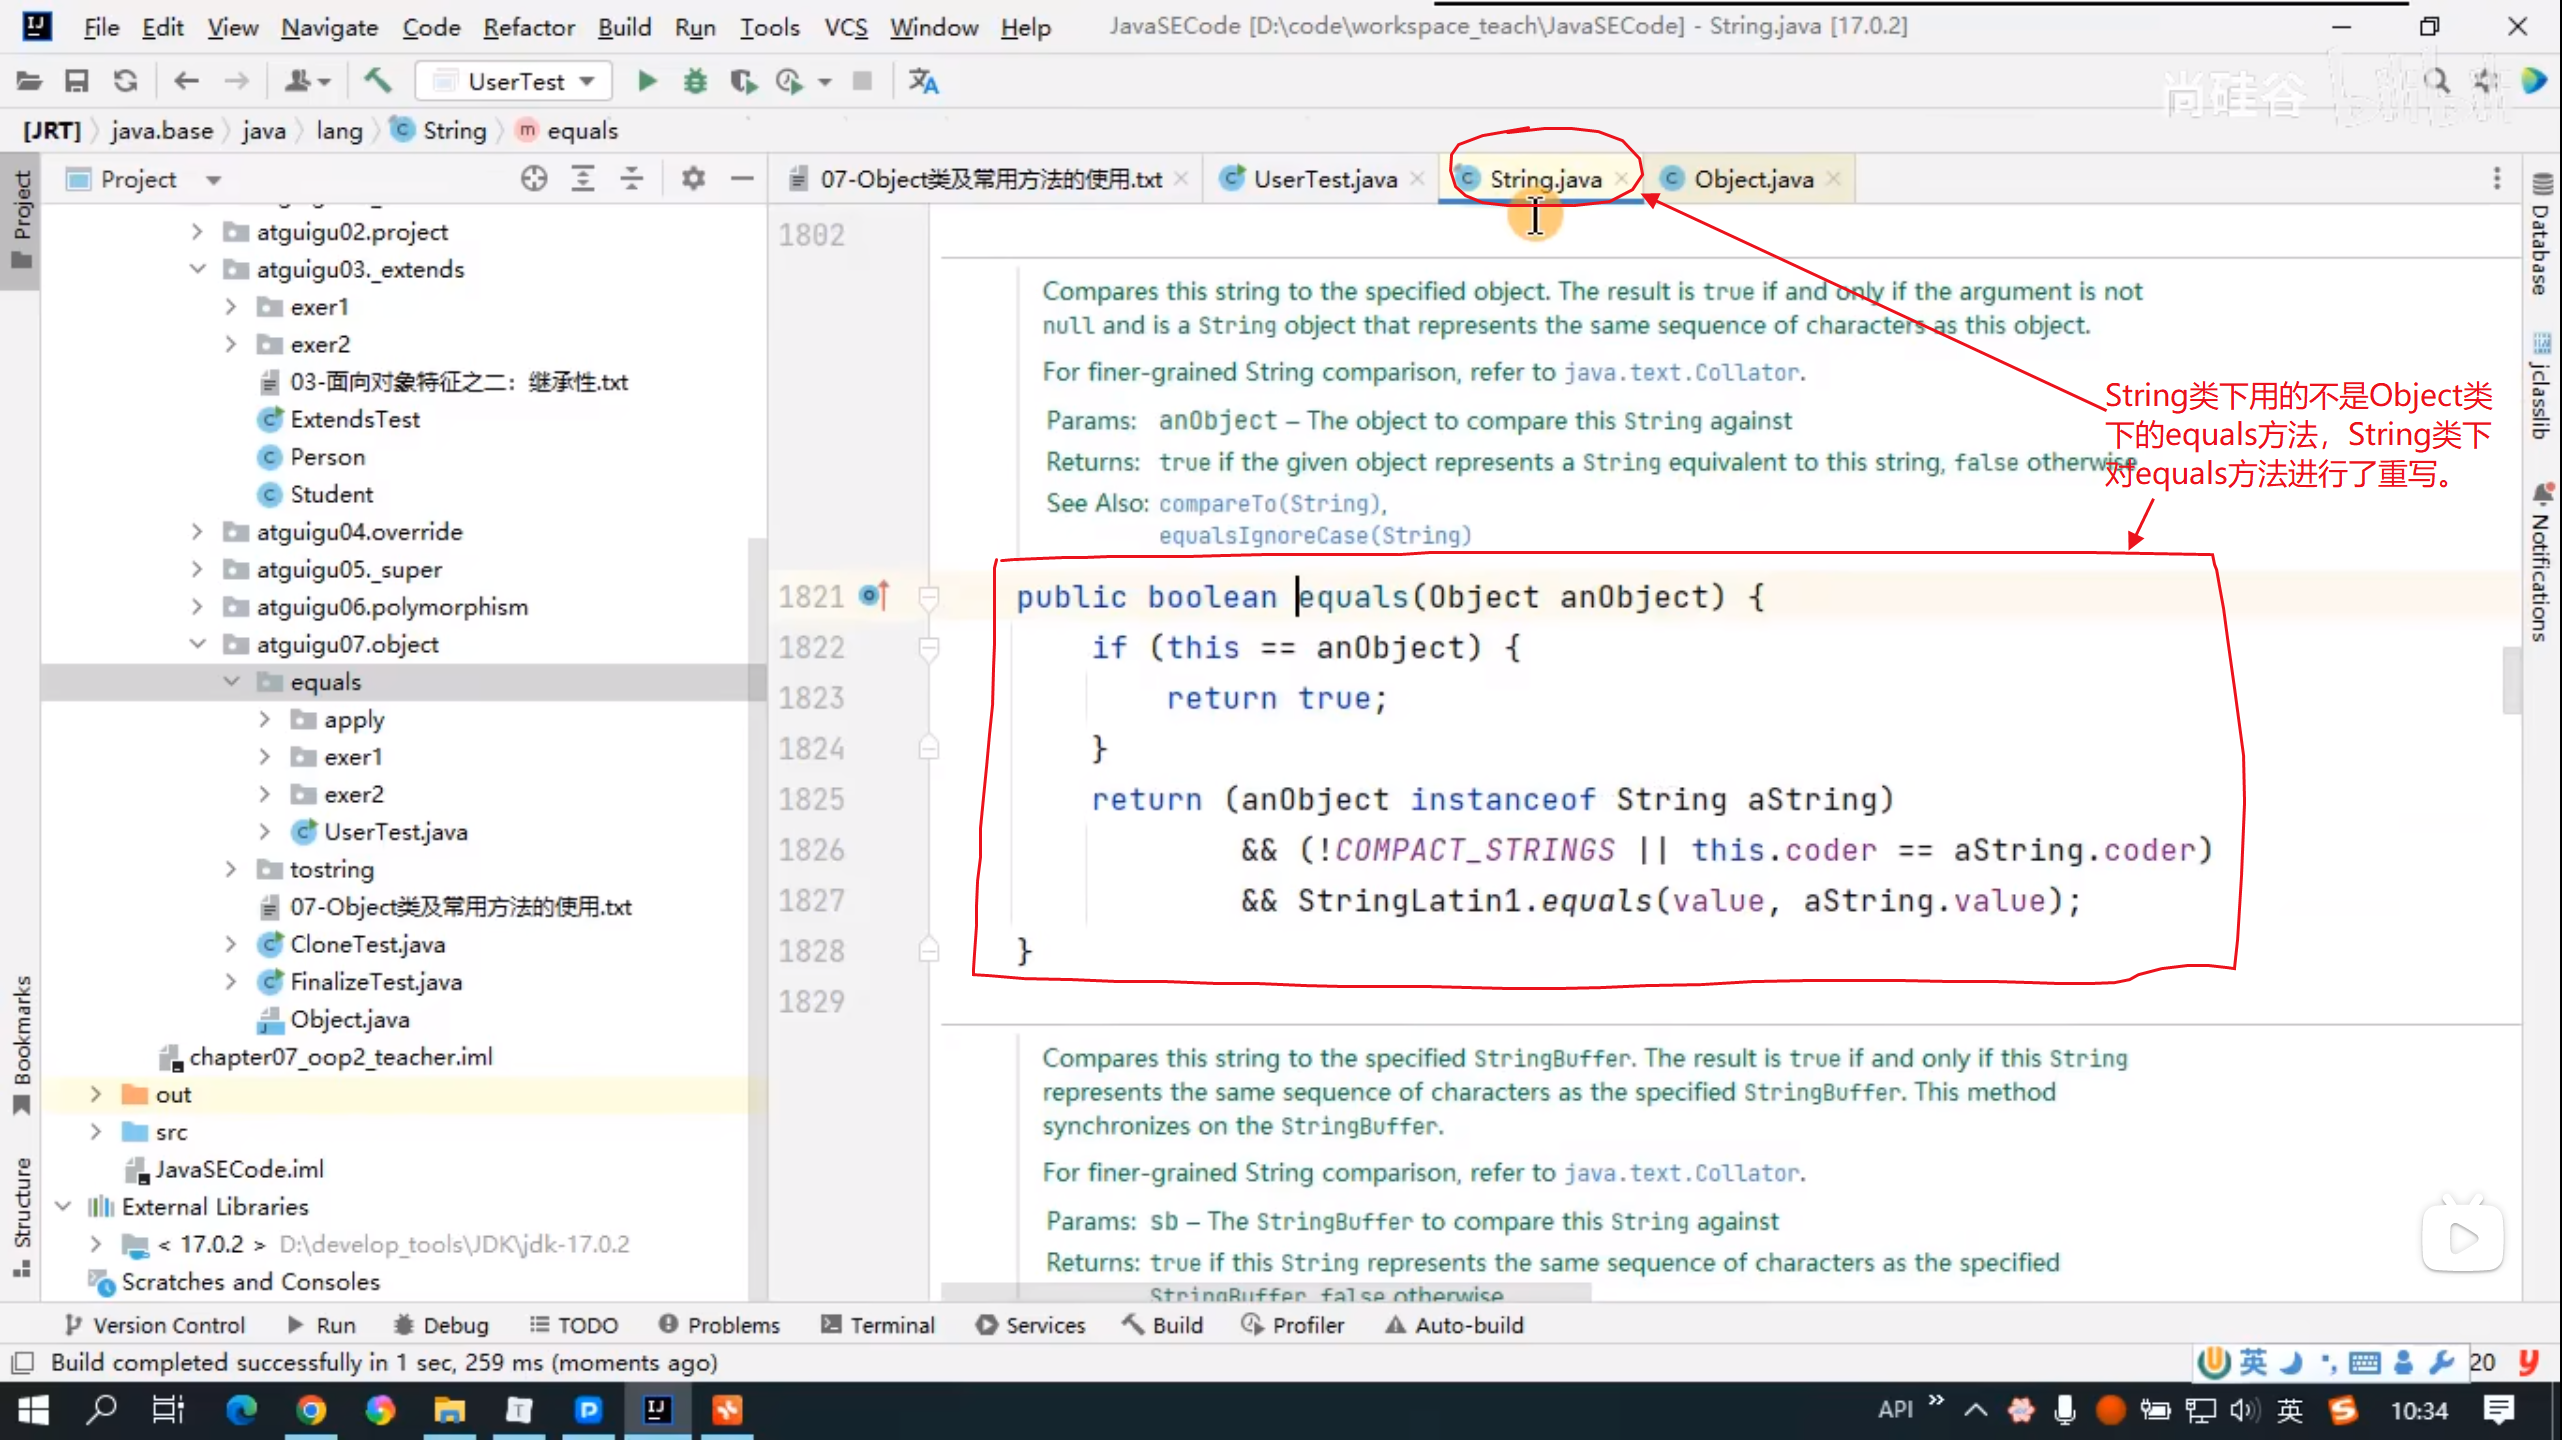 File Edit View Navigate Code Refactor Build Run Tools VCS Window Help JavaSECode [D:\code\workspace_teach\JavaSECode] - String.java [17.0.2]
UserTest
尚硅谷 bilibili
[JRT] java.base java lang String equals
Project
07-Object类及常用方法的使用.txt UserTest.java String.java Object.java
Project
Bookmarks
Structure
atguigu02.project
atguigu03._extends
exer1
exer2
03-面向对象特征之二：继承性.txt
ExtendsTest
Person
Student
atguigu04.override
atguigu05._super
atguigu06.polymorphism
atguigu07.object
equals
apply
exer1
exer2
UserTest.java
tostring
07-Object类及常用方法的使用.txt
CloneTest.java
FinalizeTest.java
Object.java
chapter07_oop2_teacher.iml
out
src
JavaSECode.iml
External Libraries
< 17.0.2 > D:\develop_tools\JDK\jdk-17.0.2
Scratches and Consoles
1802
Compares this string to the specified object. The result is true if and only if the argument is not
null and is a String object that represents the same sequence of characters as this object.
For finer-grained String comparison, refer to java.text.Collator.
Params: anObject – The object to compare this String against
Returns: true if the given object represents a String equivalent to this string, false otherwise
See Also: compareTo(String),
equalsIgnoreCase(String)
String类下用的不是Object类
下的equals方法，String类下
对equals方法进行了重写。
1821 public boolean equals(Object anObject) {
1822 if (this == anObject) {
1823 return true;
1824 }
1825 return (anObject instanceof String aString)
1826 && (!COMPACT_STRINGS || this.coder == aString.coder)
1827 && StringLatin1.equals(value, aString.value);
1828 }
1829
Compares this string to the specified StringBuffer. The result is true if and only if this String
represents the same sequence of characters as the specified StringBuffer. This method
synchronizes on the StringBuffer.
For finer-grained String comparison, refer to java.text.Collator.
Params: sb – The StringBuffer to compare this String against
Returns: true if this String represents the same sequence of characters as the specified
StringBuffer, false otherwise
Database
jclasslib
Notifications
Version Control Run Debug TODO Problems Terminal Services Build Profiler Auto-build
Build completed successfully in 1 sec, 259 ms (moments ago)
英 20
API 英 10:34